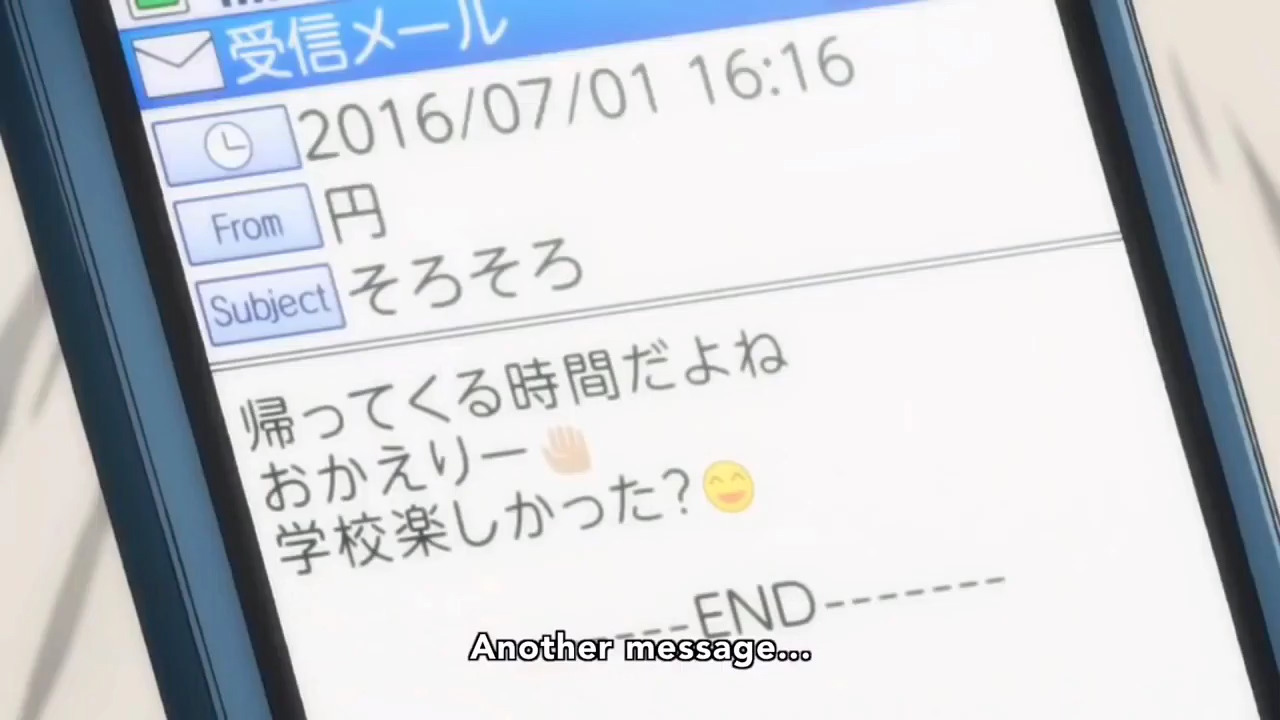 受信メール
2016/07/01 16:16
From 円
Subject そろそろ
帰ってくる時間だよね
おかえりー👋
学校楽しかった?😄
----END-------
Another message...